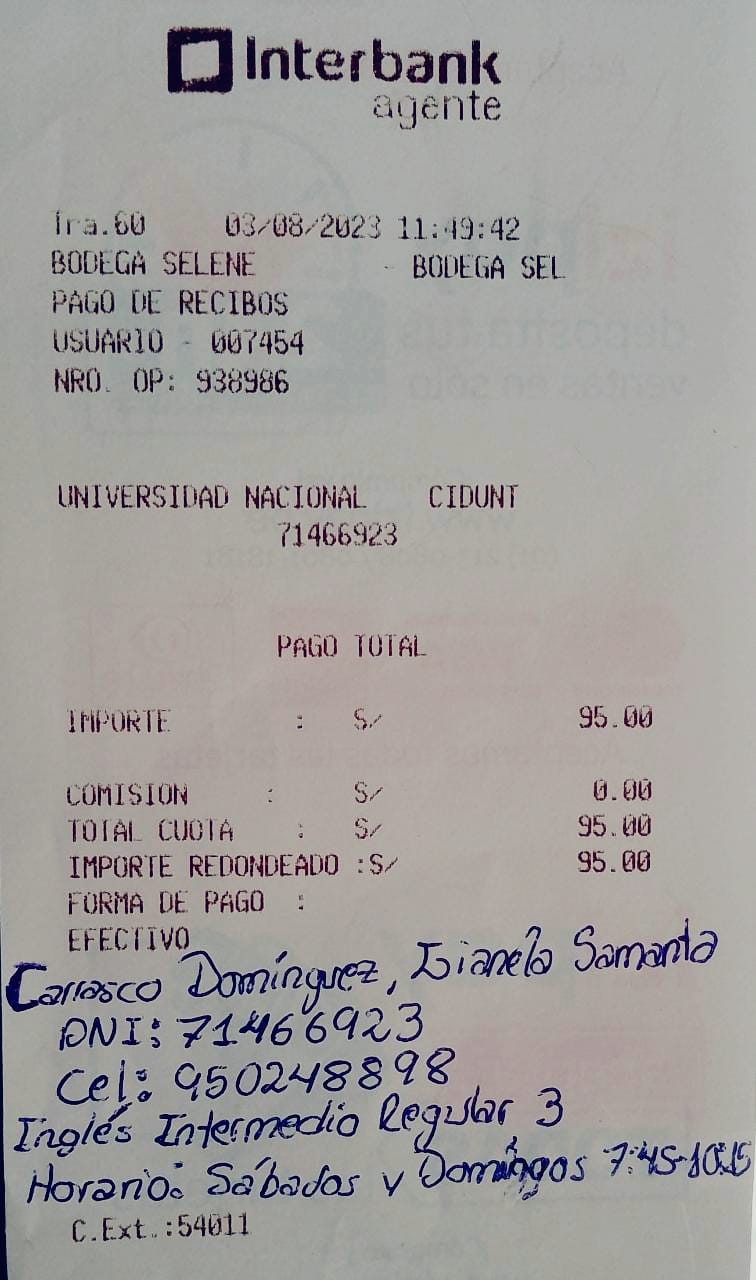 Interbank
agente
Tra.60 03/08/2023 11:49:42
BODEGA SELENE - BODEGA SEL
PAGO DE RECIBOS
USUARIO - 007454
NRO. OP: 938986
UNIVERSIDAD NACIONAL CIDUNT
71466923
PAGO TOTAL
IMPORTE : S/ 95.00
COMISION : S/ 0.00
TOTAL CUOTA : S/ 95.00
IMPORTE REDONDEADO :S/ 95.00
FORMA DE PAGO :
EFECTIVO
Carrasco Domínguez, Samanta
DNI: 71466923
Cel: 950248898
Inglés Intermedio Regular 3
Horario: Sábados y Domingos 7:45-10:15
C.Ext.:54011